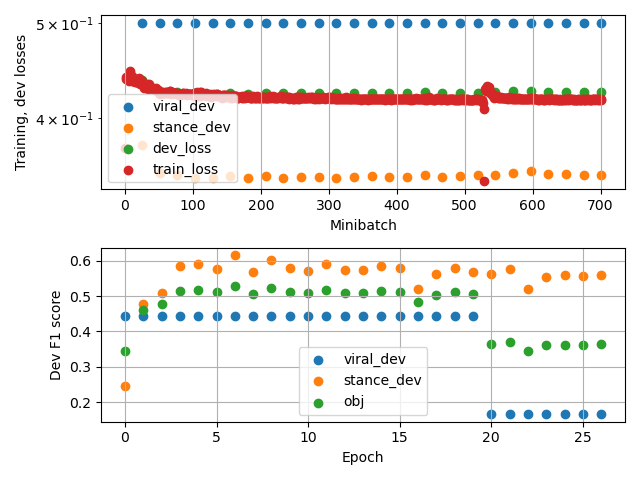 5 × 10⁻¹
4 × 10⁻¹
Training, dev losses
viral_dev
stance_dev
dev_loss
train_loss
0 100 200 300 400 500 600 700
Minibatch
0.6
0.5
0.4
0.3
0.2
Dev F1 score
viral_dev
stance_dev
obj
0 5 10 15 20 25
Epoch